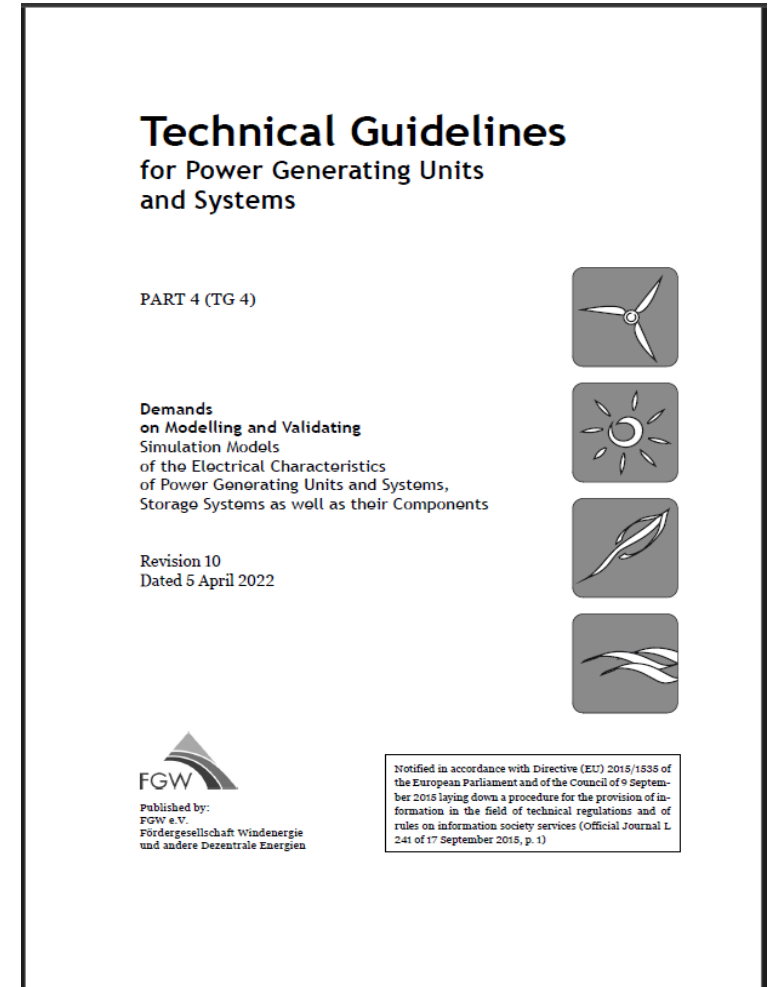 Technical Guidelines
for Power Generating Units
and Systems
PART 4 (TG 4)
Demands
on Modelling and Validating
Simulation Models
of the Electrical Characteristics
of Power Generating Units and Systems,
Storage Systems as well as their Components
Revision 10
Dated 5 April 2022
FGW
Published by:
FGW e.V.
Fördergesellschaft Windenergie
und andere Dezentrale Energien
Notified in accordance with Directive (EU) 2015/1535 of
the European Parliament and of the Council of 9 Septem-
ber 2015 laying down a procedure for the provision of in-
formation in the field of technical regulations and of
rules on information society services (Official Journal L
241 of 17 September 2015, p. 1)